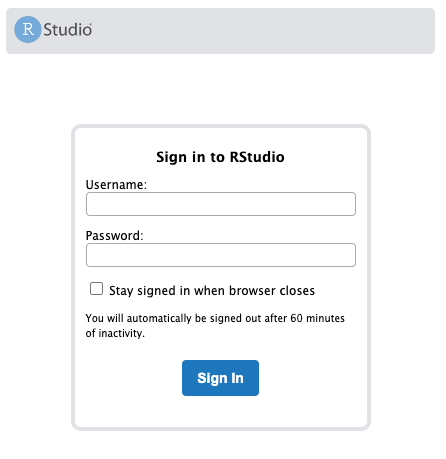 R Studio
Sign in to RStudio
Username:
Password:
Stay signed in when browser closes
You will automatically be signed out after 60 minutes
of inactivity.
Sign In